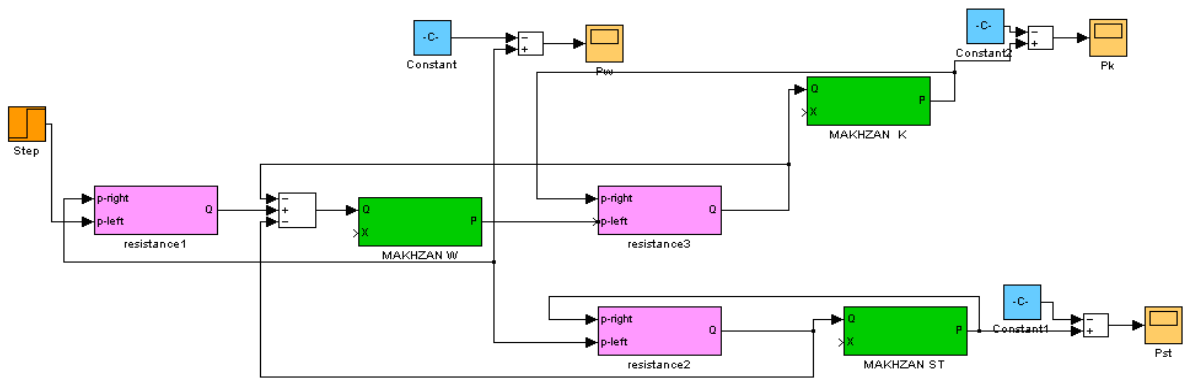 -C-
Constant
Pw
-C-
Constant2
Pk
Q
X
P
MAKHZAN K
Step
p-right
p-left
Q
resistance1
Q
X
P
MAKHZAN W
p-right
p-left
Q
resistance3
p-right
p-left
Q
resistance2
Q
X
P
MAKHZAN ST
-C-
Constant1
Pst